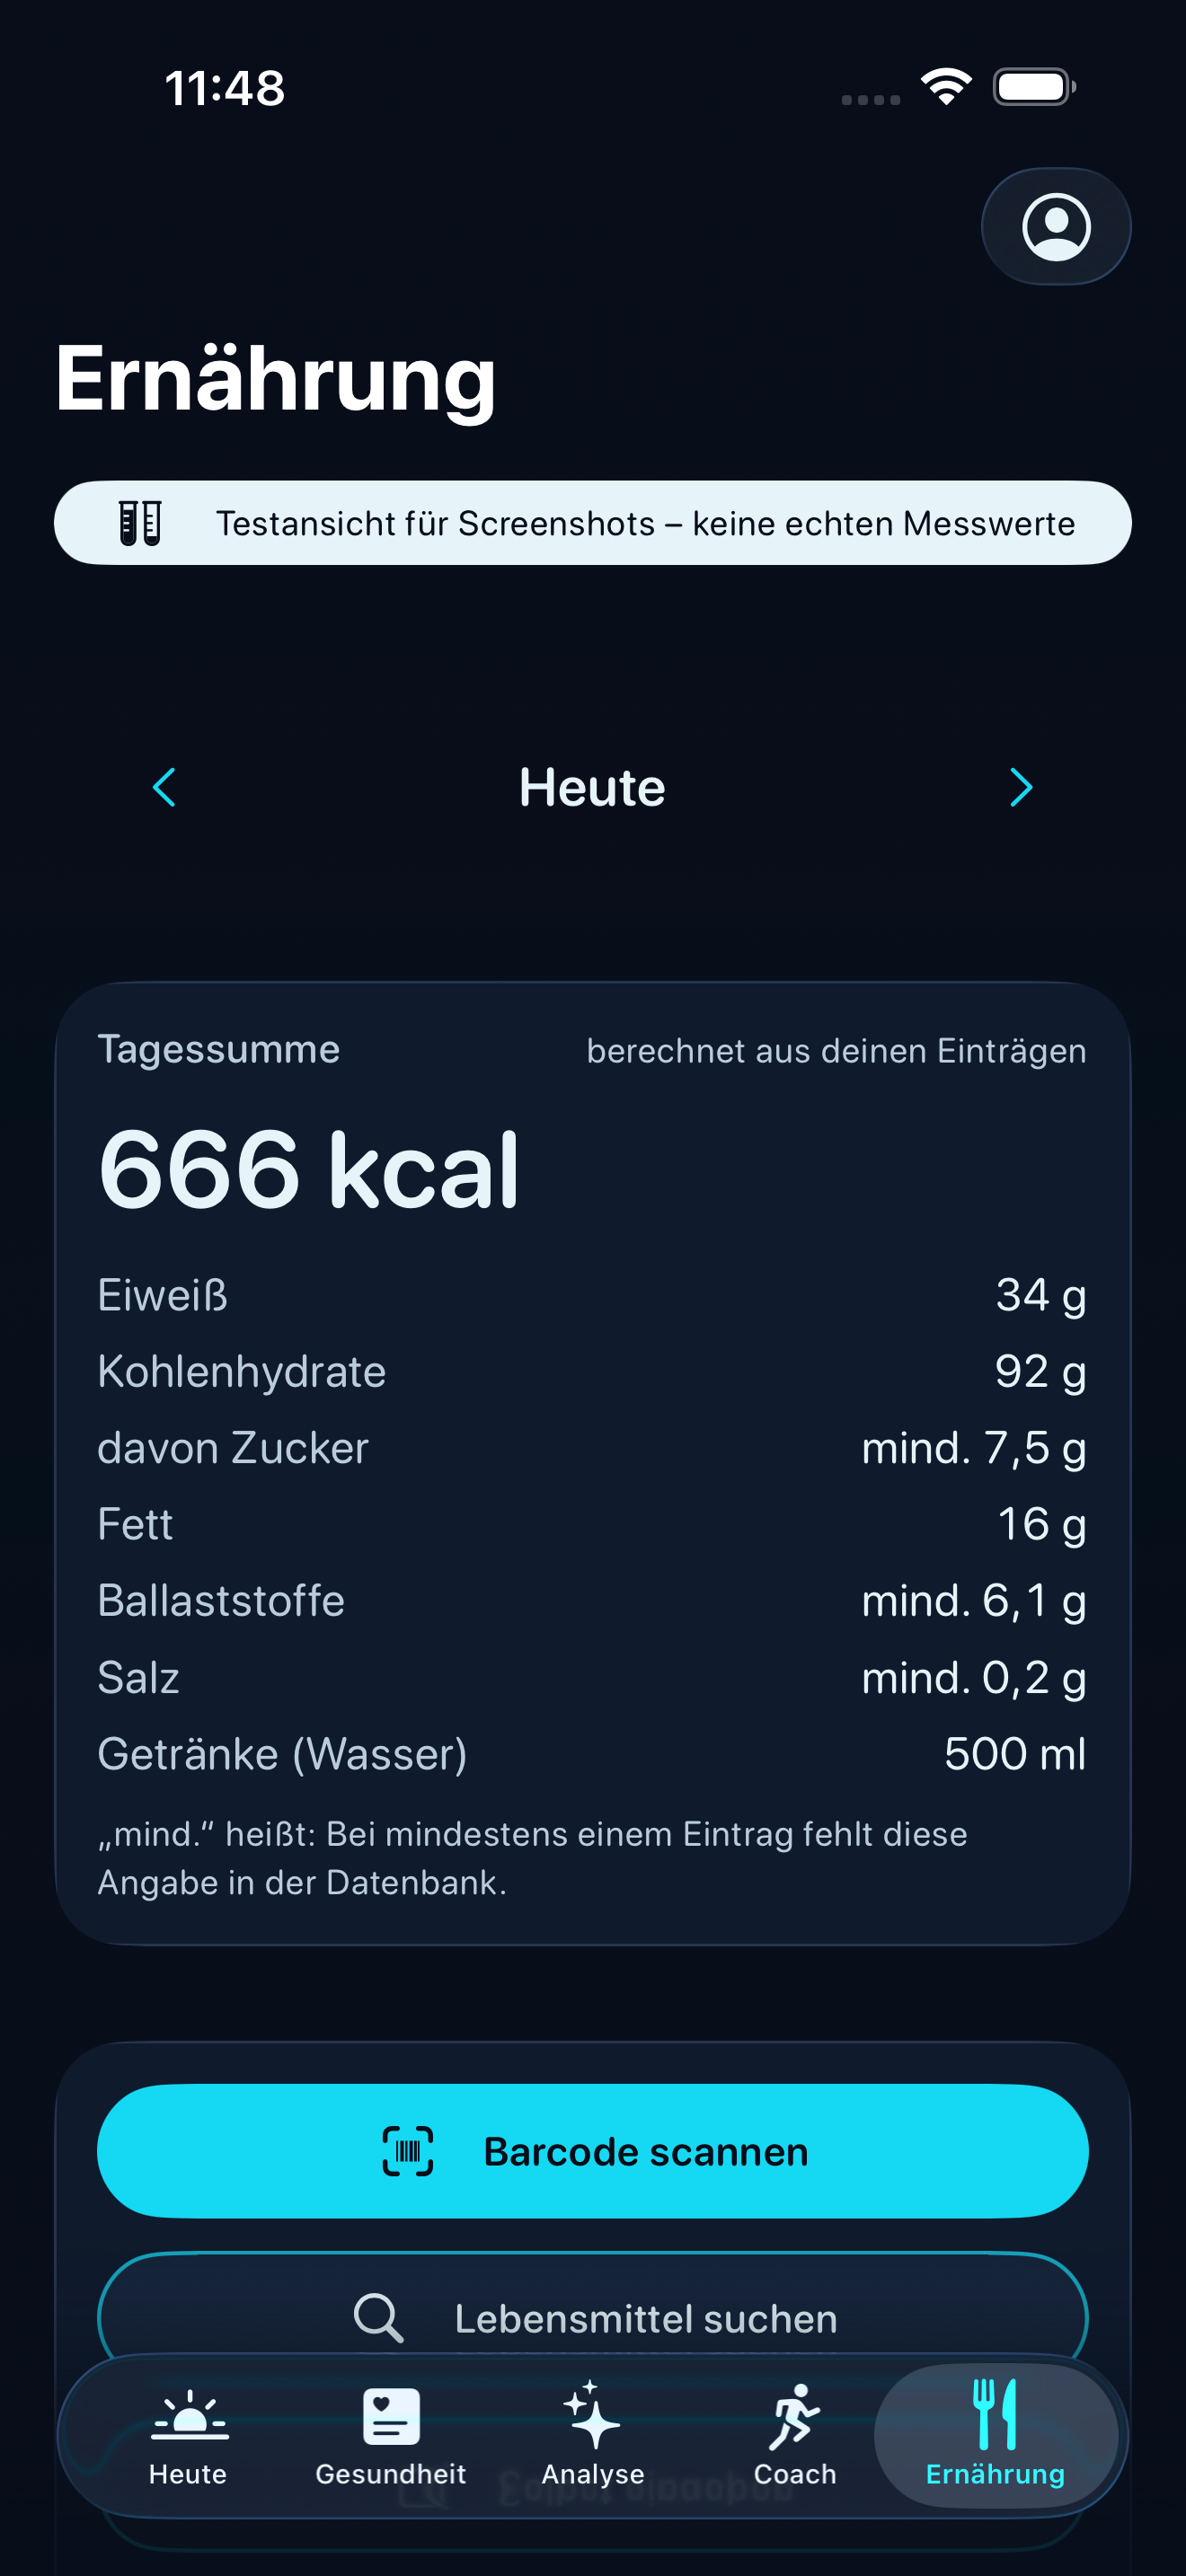 11:48
Ernährung
Testansicht für Screenshots – keine echten Messwerte
Heute
Tagessumme berechnet aus deinen Einträgen
666 kcal
Eiweiß 34 g
Kohlenhydrate 92 g
davon Zucker mind. 7,5 g
Fett 16 g
Ballaststoffe mind. 6,1 g
Salz mind. 0,2 g
Getränke (Wasser) 500 ml
„mind.“ heißt: Bei mindestens einem Eintrag fehlt diese
Angabe in der Datenbank.
Barcode scannen
Lebensmittel suchen
Heute Gesundheit Analyse Coach Ernährung